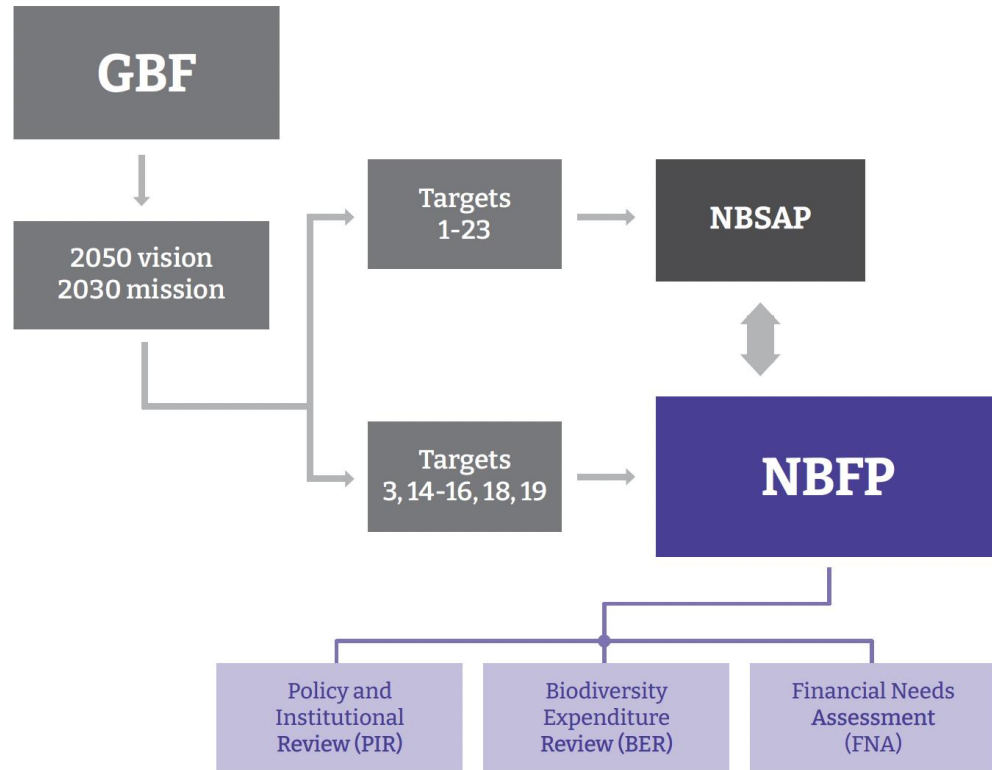 GBF
2050 vision
2030 mission
Targets
1-23
NBSAP
Targets
3, 14-16, 18, 19
NBFP
Policy and
Institutional
Review (PIR)
Biodiversity
Expenditure
Review (BER)
Financial Needs
Assessment
(FNA)